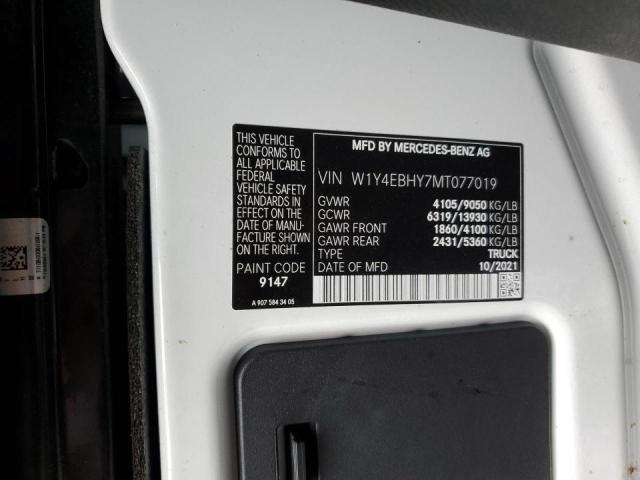 THIS VEHICLE
CONFORMS TO
ALL APPLICABLE
FEDERAL
MOTOR VEHICLE SAFETY
STANDARDS IN
EFFECT ON THE
DATE OF MANU-
FACTURE SHOWN
ABOVE.
PAINT CODE
9147
A 907 584 34 05
MFD BY MERCEDES-BENZ AG
VIN W1Y4EBHY7MT077019
GVWR 4105/9050 KG/LB
GCWR 6319/13930 KG/LB
GAWR FRONT 1860/4100 KG/LB
GAWR REAR 2431/5360 KG/LB
TYPE TRUCK
DATE OF MFD 10/2021